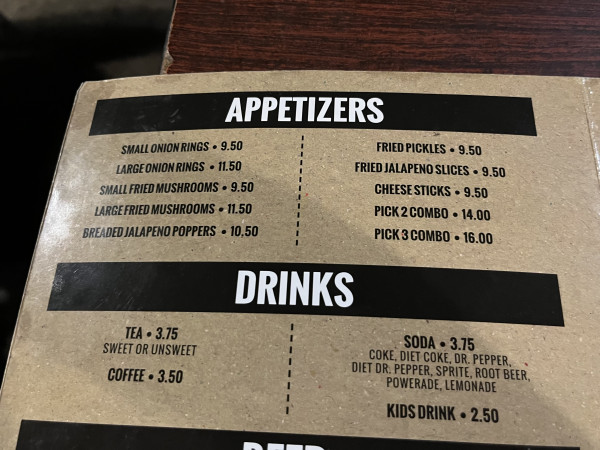 APPETIZERS
SMALL ONION RINGS • 9.50
LARGE ONION RINGS • 11.50
SMALL FRIED MUSHROOMS • 9.50
LARGE FRIED MUSHROOMS • 11.50
BREADED JALAPENO POPPERS • 10.50
FRIED PICKLES • 9.50
FRIED JALAPENO SLICES • 9.50
CHEESE STICKS • 9.50
PICK 2 COMBO • 14.00
PICK 3 COMBO • 16.00
DRINKS
TEA • 3.75
SWEET OR UNSWEET
COFFEE • 3.50
SODA • 3.75
COKE, DIET COKE, DR. PEPPER,
DIET DR. PEPPER, SPRITE, ROOT BEER,
POWERADE, LEMONADE
KIDS DRINK • 2.50
BEER